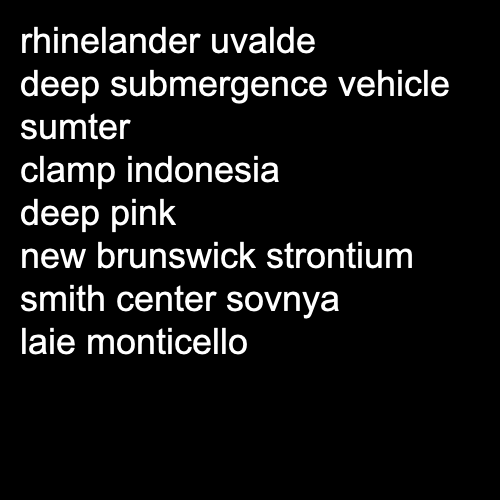 rhinelander uvalde
deep submergence vehicle
sumter
clamp indonesia
deep pink
new brunswick strontium
smith center sovnya
laie monticello